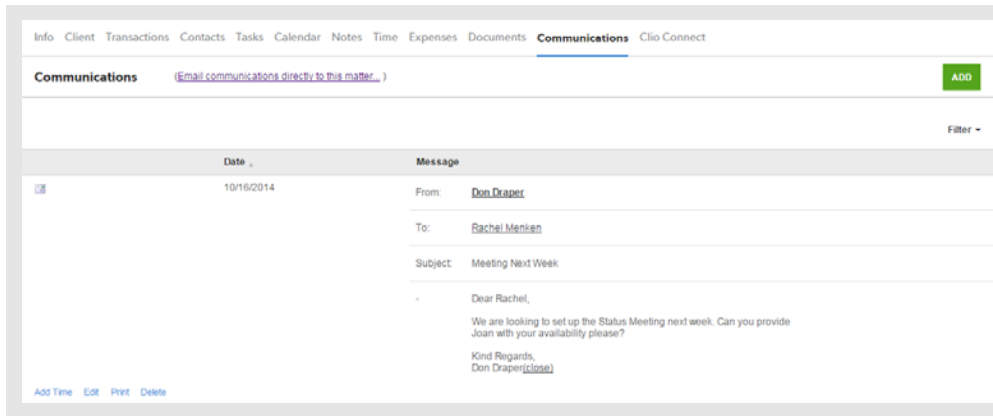 Info Client Transactions Contacts Tasks Calendar Notes Time Expenses Documents Communications Clio Connect
Communications (Email communications directly to this matter... ) ADD
Filter
Date Message
10/16/2014 From: Don Draper
To: Rachel Menken
Subject: Meeting Next Week
- Dear Rachel,
We are looking to set up the Status Meeting next week. Can you provide
Joan with your availability please?
Kind Regards,
Don Draper(close)
Add Time Edit Print Delete